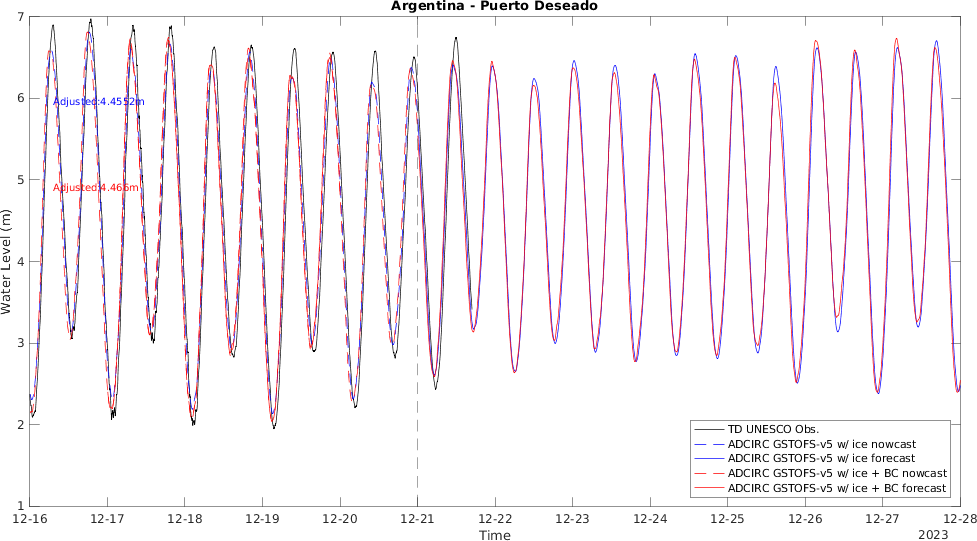 Argentina - Puerto Deseado
7
6
5
4
3
2
1
Water Level (m)
Adjusted:4.4552m
Adjusted:4.466m
TD UNESCO Obs.
ADCIRC GSTOFS-v5 w/ ice nowcast
ADCIRC GSTOFS-v5 w/ ice forecast
ADCIRC GSTOFS-v5 w/ ice + BC nowcast
ADCIRC GSTOFS-v5 w/ ice + BC forecast
12-16 12-17 12-18 12-19 12-20 12-21 12-22 12-23 12-24 12-25 12-26 12-27 12-28
Time
2023